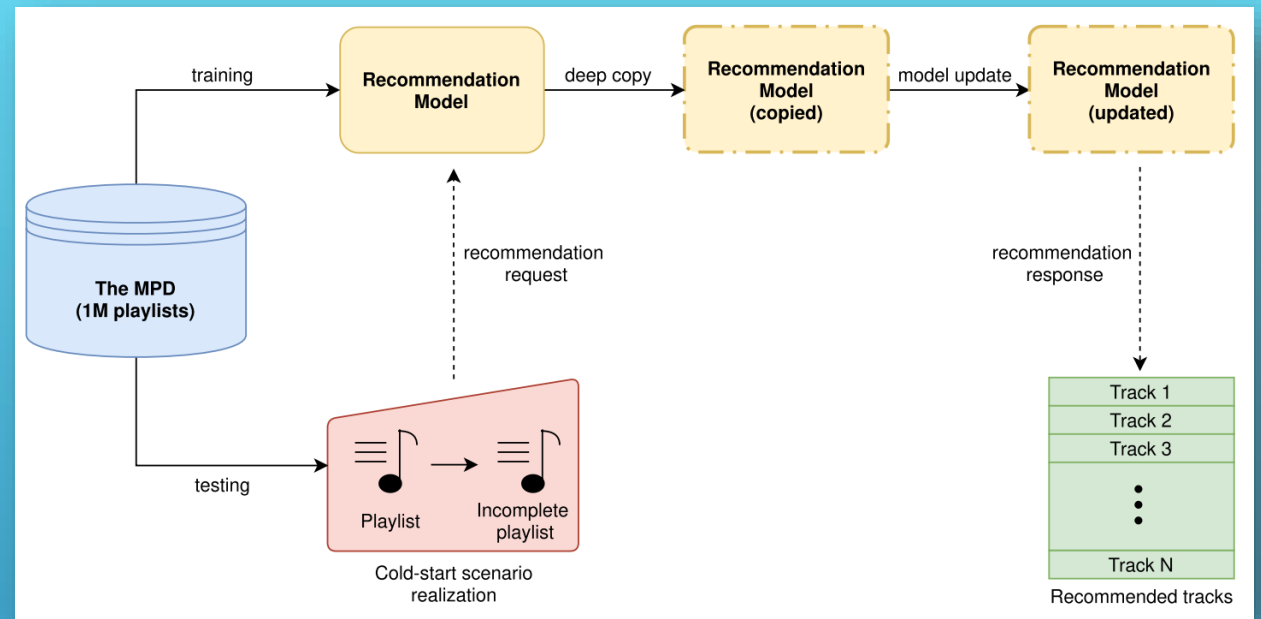 training
Recommendation
Model
deep copy
Recommendation
Model
(copied)
model update
Recommendation
Model
(updated)
The MPD
(1M playlists)
recommendation
request
recommendation
response
testing
Playlist
Incomplete
playlist
Cold-start scenario
realization
Track 1
Track 2
Track 3
Track N
Recommended tracks